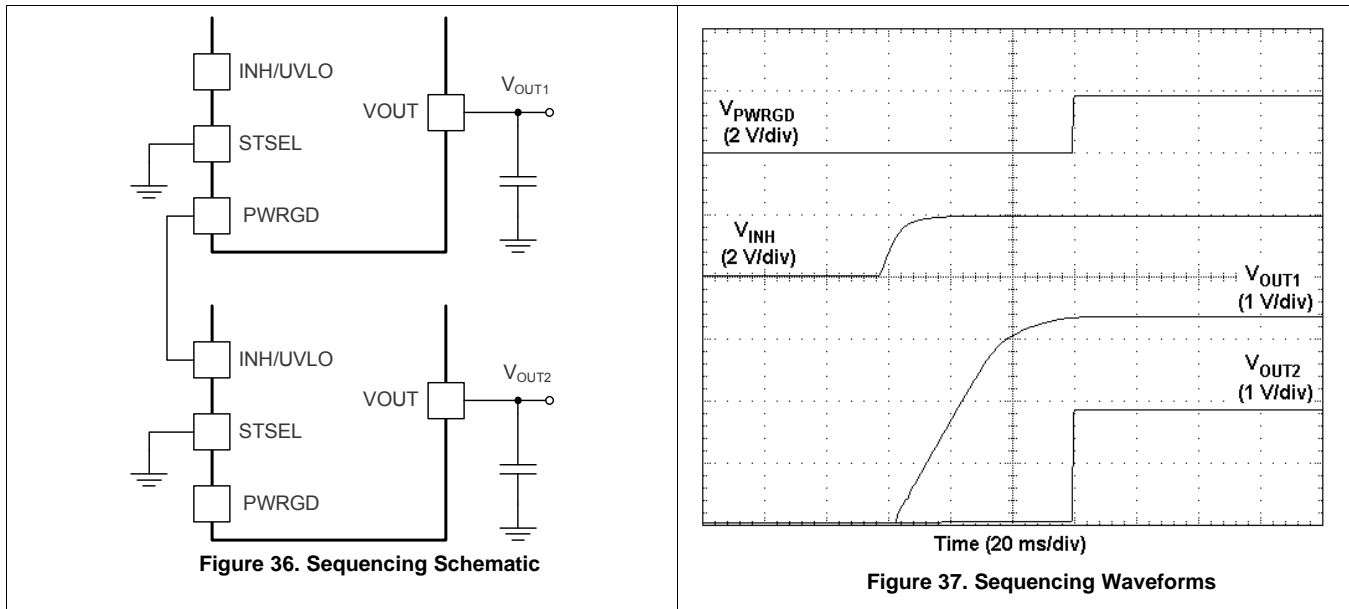 INH/UVLO
STSEL
PWRGD
VOUT
VOUT1
INH/UVLO
STSEL
PWRGD
VOUT
VOUT2
Figure 36. Sequencing Schematic
VPWRGD
(2 V/div)
VINH
(2 V/div)
VOUT1
(1 V/div)
VOUT2
(1 V/div)
Time (20 ms/div)
Figure 37. Sequencing Waveforms